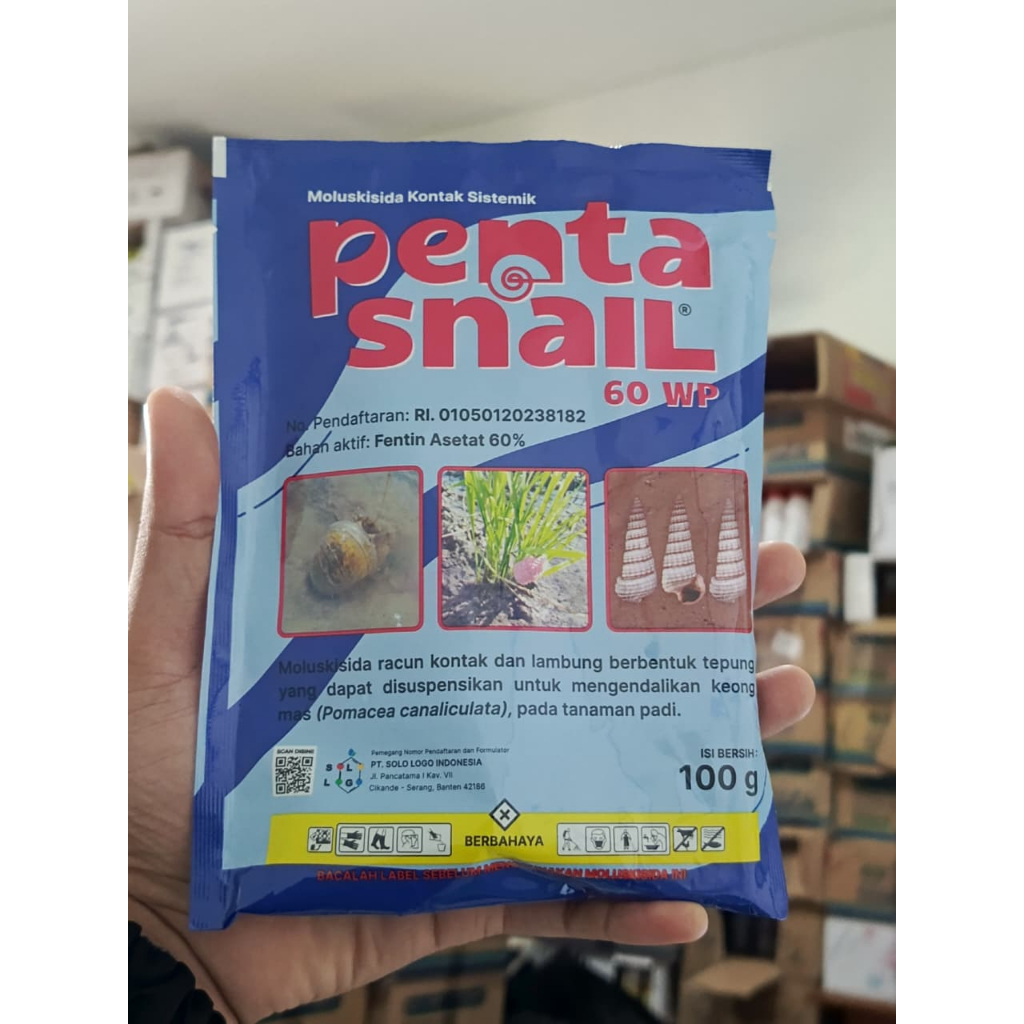 Moluskisida Kontak Sistemik
penta
snail®
60 WP
No. Pendaftaran: RI. 01050120238182
Bahan aktif: Fentin Asetat 60%
Moluskisida racun kontak dan lambung berbentuk tepung
yang dapat disuspensikan untuk mengendalikan keong
mas (Pomacea canaliculata), pada tanaman padi.
SCAN DISINI
S L
L G
Pemegang Nomor Pendaftaran dan Formulator
PT. SOLO LOGO INDONESIA
Jl. Pancatama I Kav. VII
Cikande - Serang, Banten 42186
ISI BERSIH:
100 g
BERBAHAYA
BACALAH LABEL SEBELUM MENGGUNAKAN MOLUSKISIDA INI